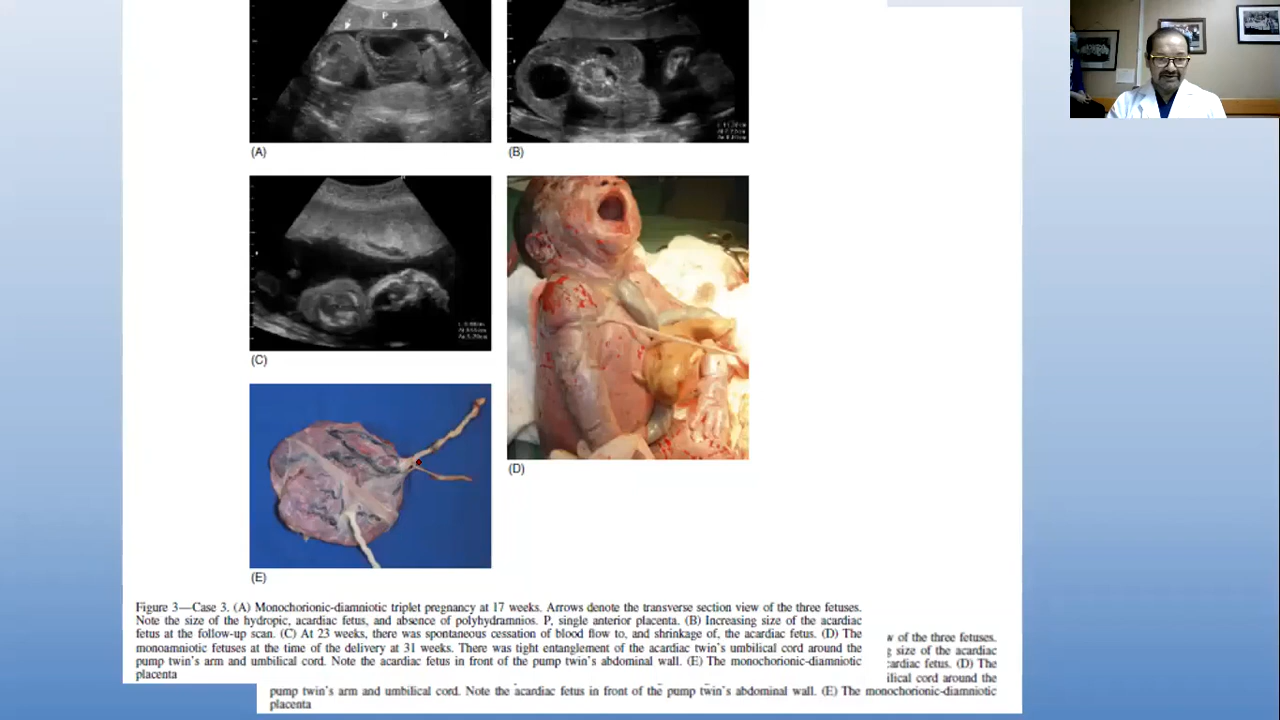 P
(A)
(B)
(C)
(D)
(E)
Figure 3—Case 3. (A) Monochorionic-diamniotic triplet pregnancy at 17 weeks. Arrows denote the transverse section view of the three fetuses.
Note the size of the hydropic, acardiac fetus, and absence of polyhydramnios. P, single anterior placenta. (B) Increasing size of the acardiac
fetus at the follow-up scan. (C) At 23 weeks, there was spontaneous cessation of blood flow to, and shrinkage of, the acardiac fetus. (D) The
monoamniotic fetuses at the time of the delivery at 31 weeks. There was tight entanglement of the acardiac twin's umbilical cord around the
pump twin's arm and umbilical cord. Note the acardiac fetus in front of the pump twin's abdominal wall. (E) The monochorionic-diamniotic
placenta
of the three fetuses.
size of the acardiac
fetus. (D) The
cord around the
pump twin's arm and umbilical cord. Note the acardiac fetus in front of the pump twin's abdominal wall. (E) The monochorionic-diamniotic
placenta